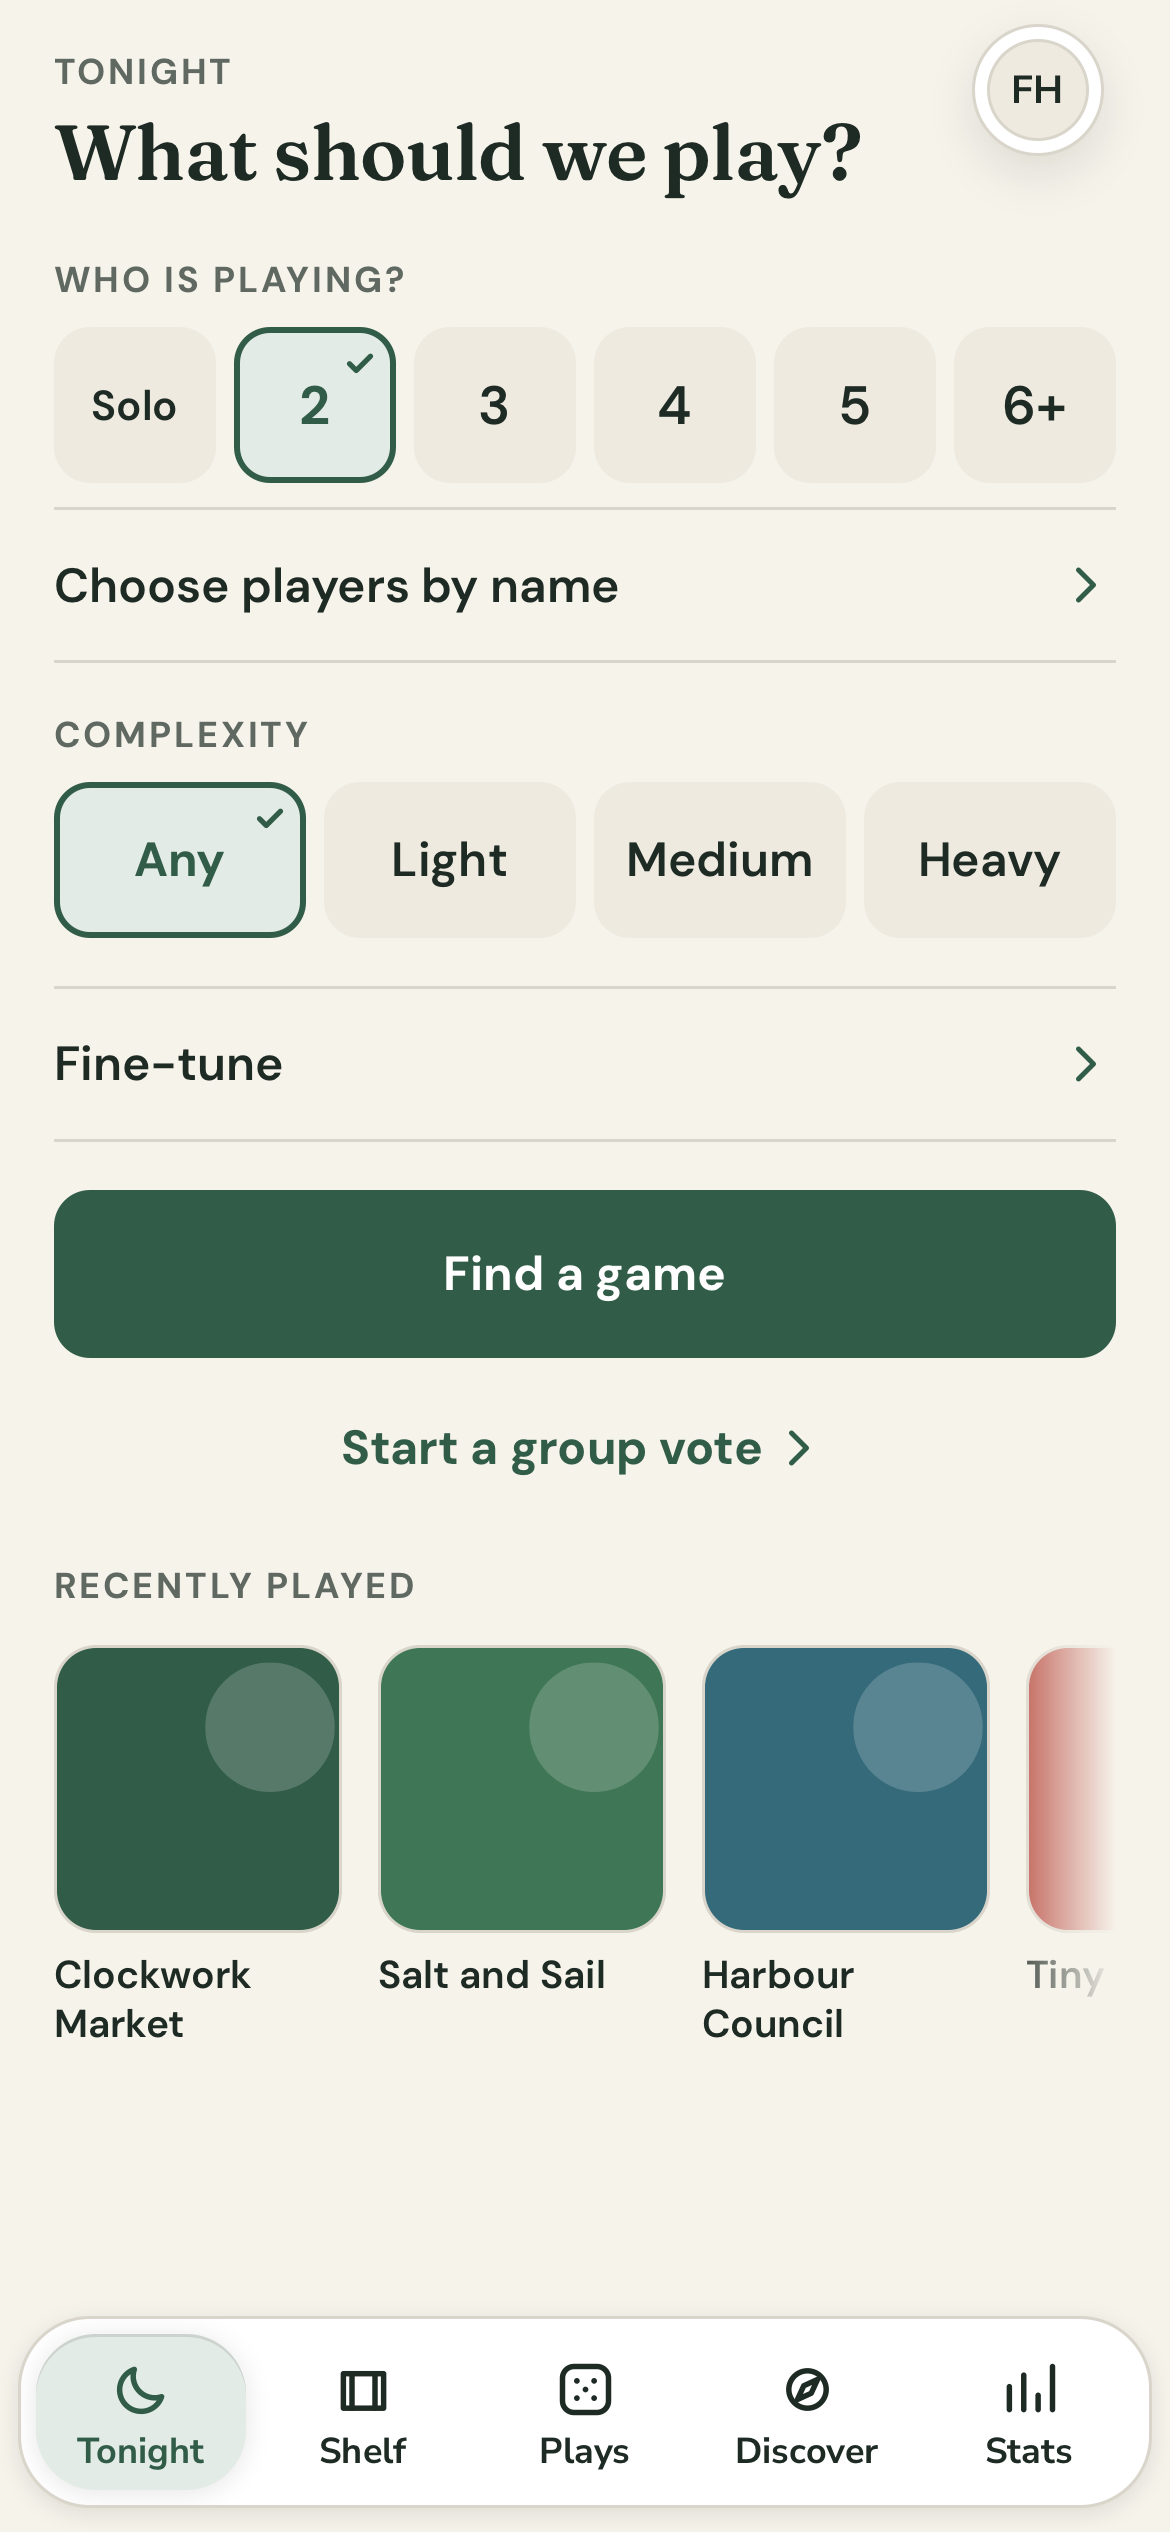 TONIGHT
FH
What should we play?
WHO IS PLAYING?
Solo
2
3
4
5
6+
Choose players by name
COMPLEXITY
Any
Light
Medium
Heavy
Fine-tune
Find a game
Start a group vote
RECENTLY PLAYED
Clockwork
Market
Salt and Sail
Harbour
Council
Tiny
Tonight
Shelf
Plays
Discover
Stats